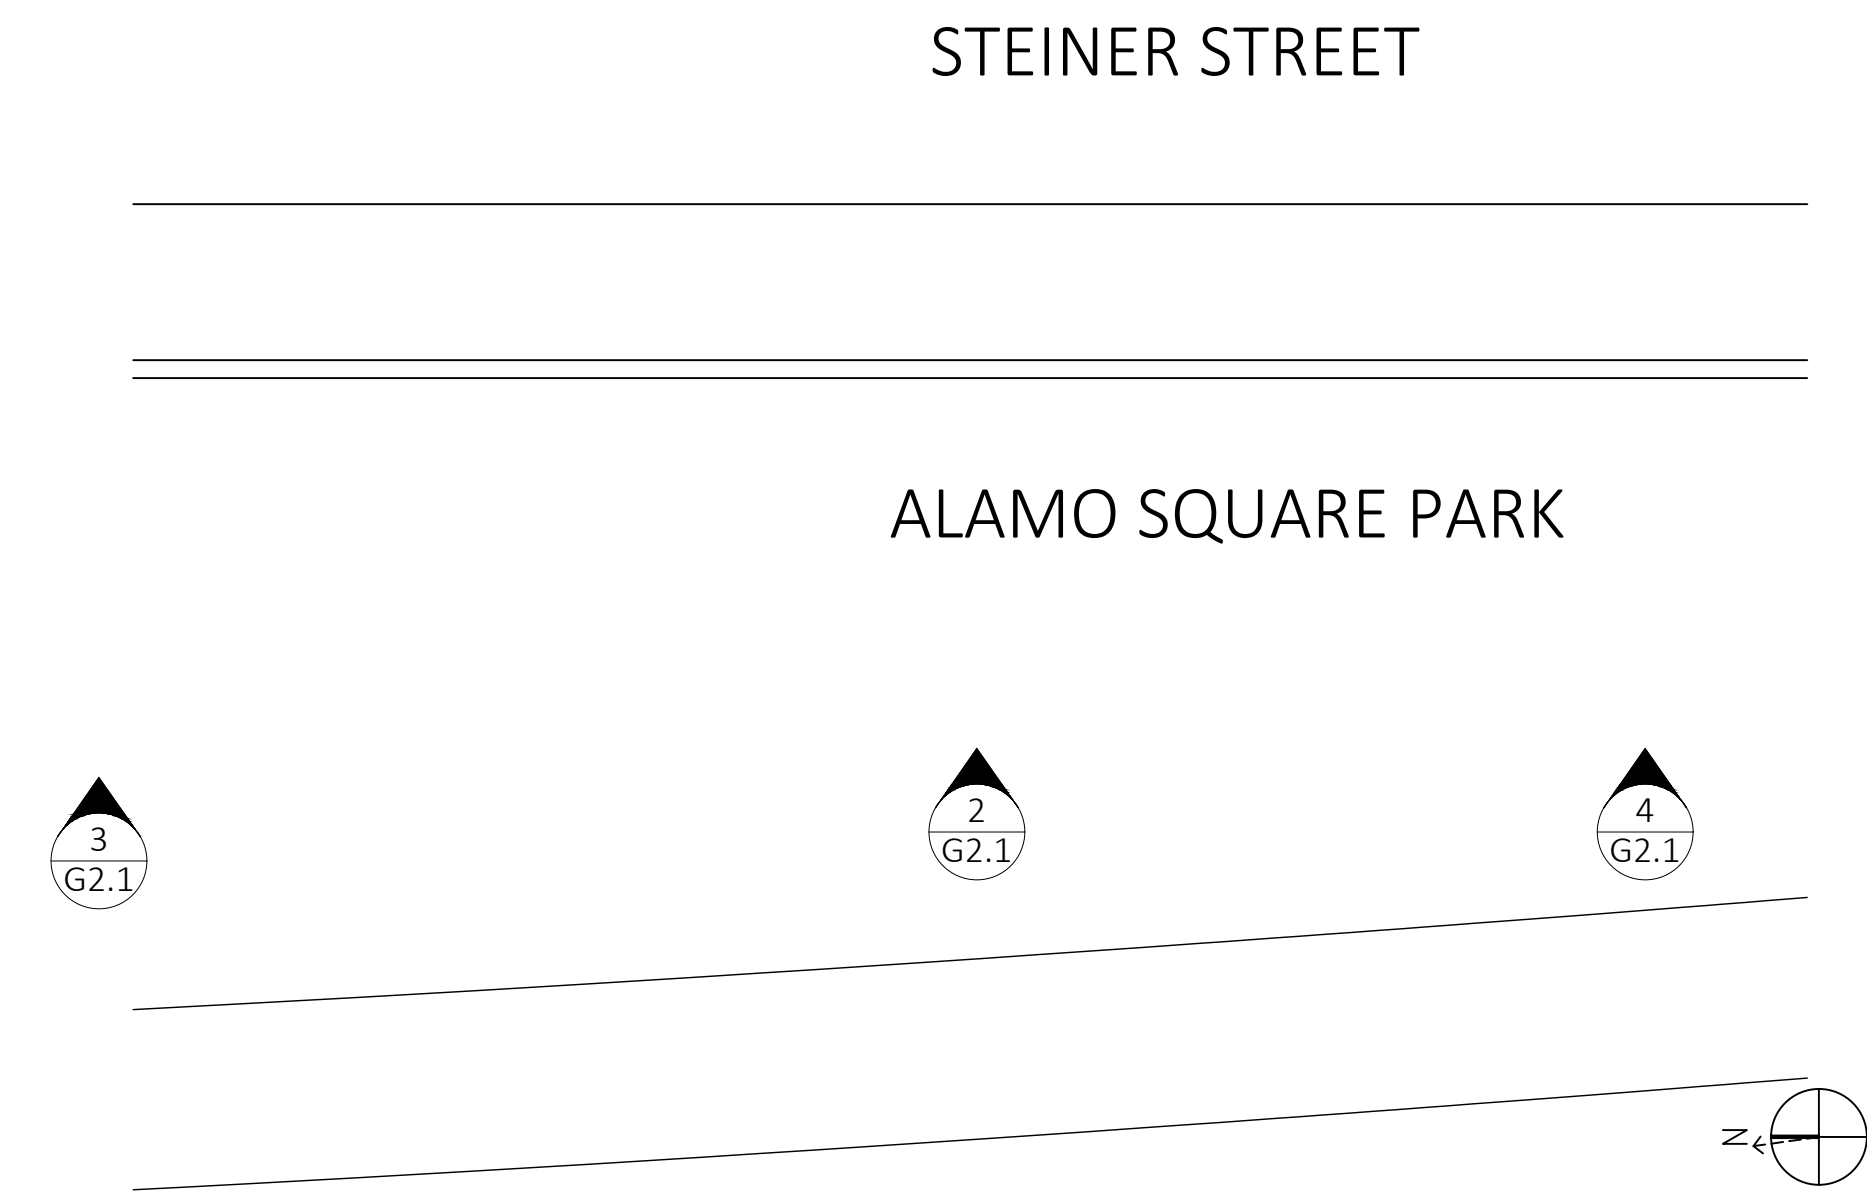 STEINER STREET
ALAMO SQUARE PARK
3
G2.1
2
G2.1
4
G2.1
N